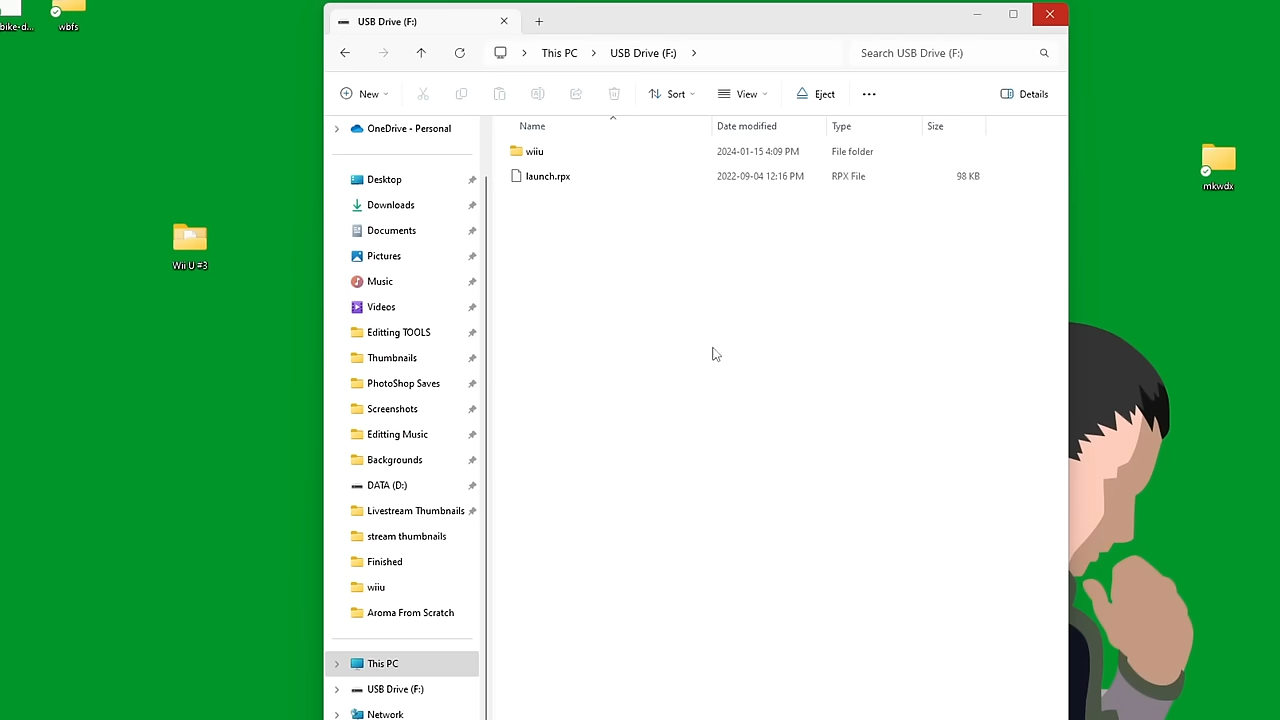 bike-d...
wbfs
Wii U #3
mkwdx
USB Drive (F:)
This PC
USB Drive (F:)
Search USB Drive (F:)
New
Sort
View
Eject
Details
Name
Date modified
Type
Size
wiiu
2024-01-15 4:09 PM
File folder
launch.rpx
2022-09-04 12:16 PM
RPX File
98 KB
OneDrive - Personal
Desktop
Downloads
Documents
Pictures
Music
Videos
Editting TOOLS
Thumbnails
PhotoShop Saves
Screenshots
Editting Music
Backgrounds
DATA (D:)
Livestream Thumbnails
stream thumbnails
Finished
wiiu
Aroma From Scratch
This PC
USB Drive (F:)
Network